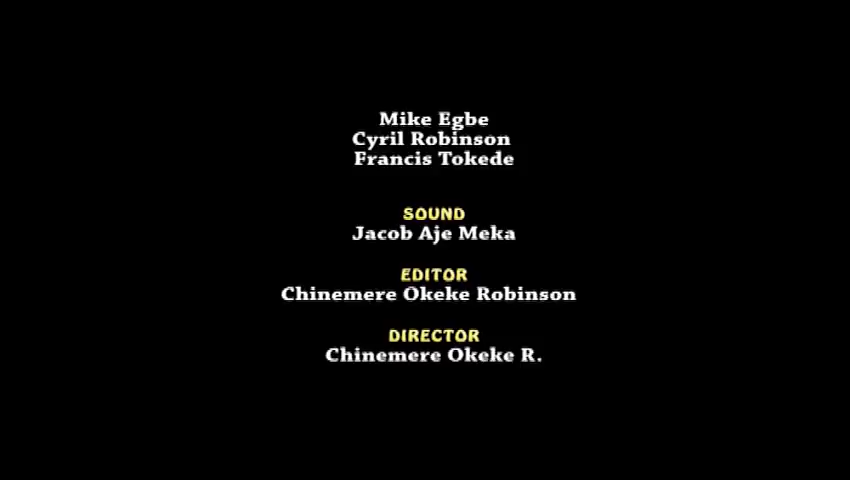 Mike Egbe
Cyril Robinson
Francis Tokede
SOUND
Jacob Aje Meka
EDITOR
Chinemere Okeke Robinson
DIRECTOR
Chinemere Okeke R.